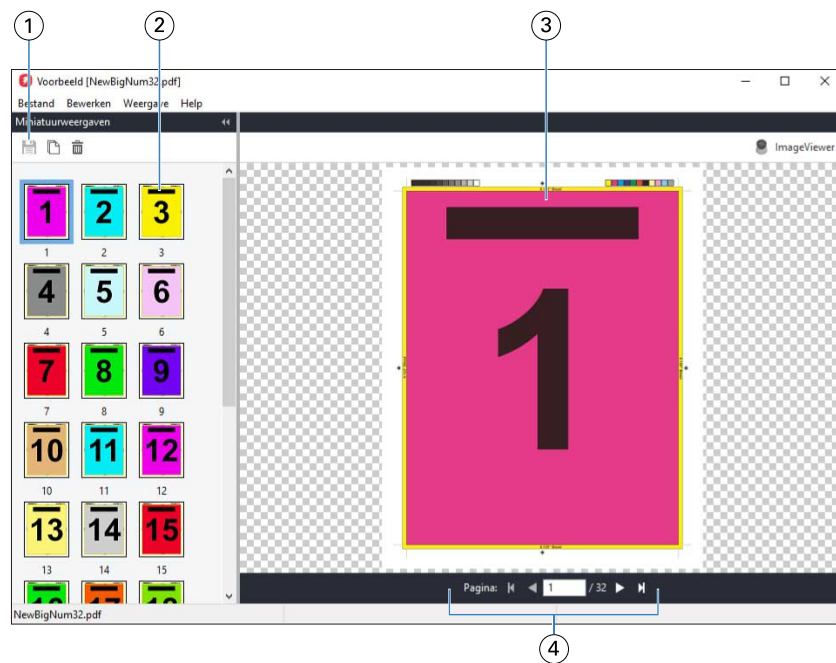 1 2 3
Voorbeeld [NewBigNum32.pdf]
Bestand Bewerken Weergave Help
Miniatuurweergaven
ImageViewer
1 2 3
1 2 3
4 5 6
4 5 6
7 8 9
7 8 9
10 11 12
10 11 12
13 14 15
13 14 15
1
Pagina: 1 / 32
NewBigNum32.pdf
4